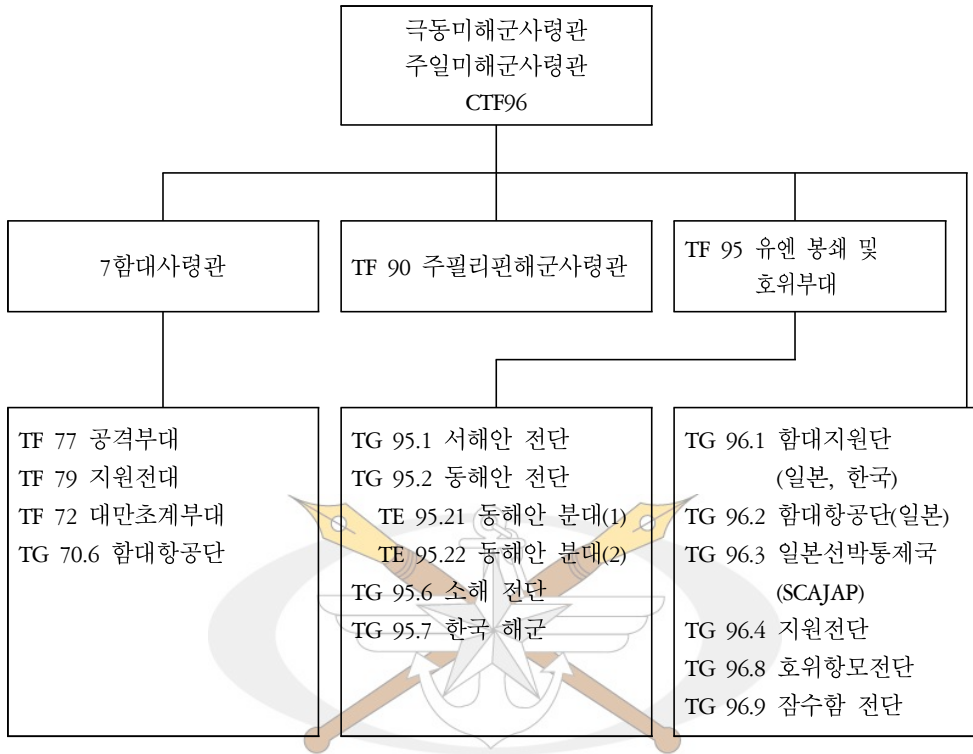 극동미해군사령관
주일미해군사령관
CTF96
7함대사령관
TF 90 주필리핀해군사령관
TF 95 유엔 봉쇄 및
호위부대
TF 77 공격부대
TF 79 지원전대
TF 72 대만초계부대
TG 70.6 함대항공단
TG 95.1 서해안 전단
TG 95.2 동해안 전단
TE 95.21 동해안 분대(1)
TE 95.22 동해안 분대(2)
TG 95.6 소해 전단
TG 95.7 한국 해군
TG 96.1 함대지원단
(일본, 한국)
TG 96.2 함대항공단(일본)
TG 96.3 일본선박통제국
(SCAJAP)
TG 96.4 지원전단
TG 96.8 호위항모전단
TG 96.9 잠수함 전단